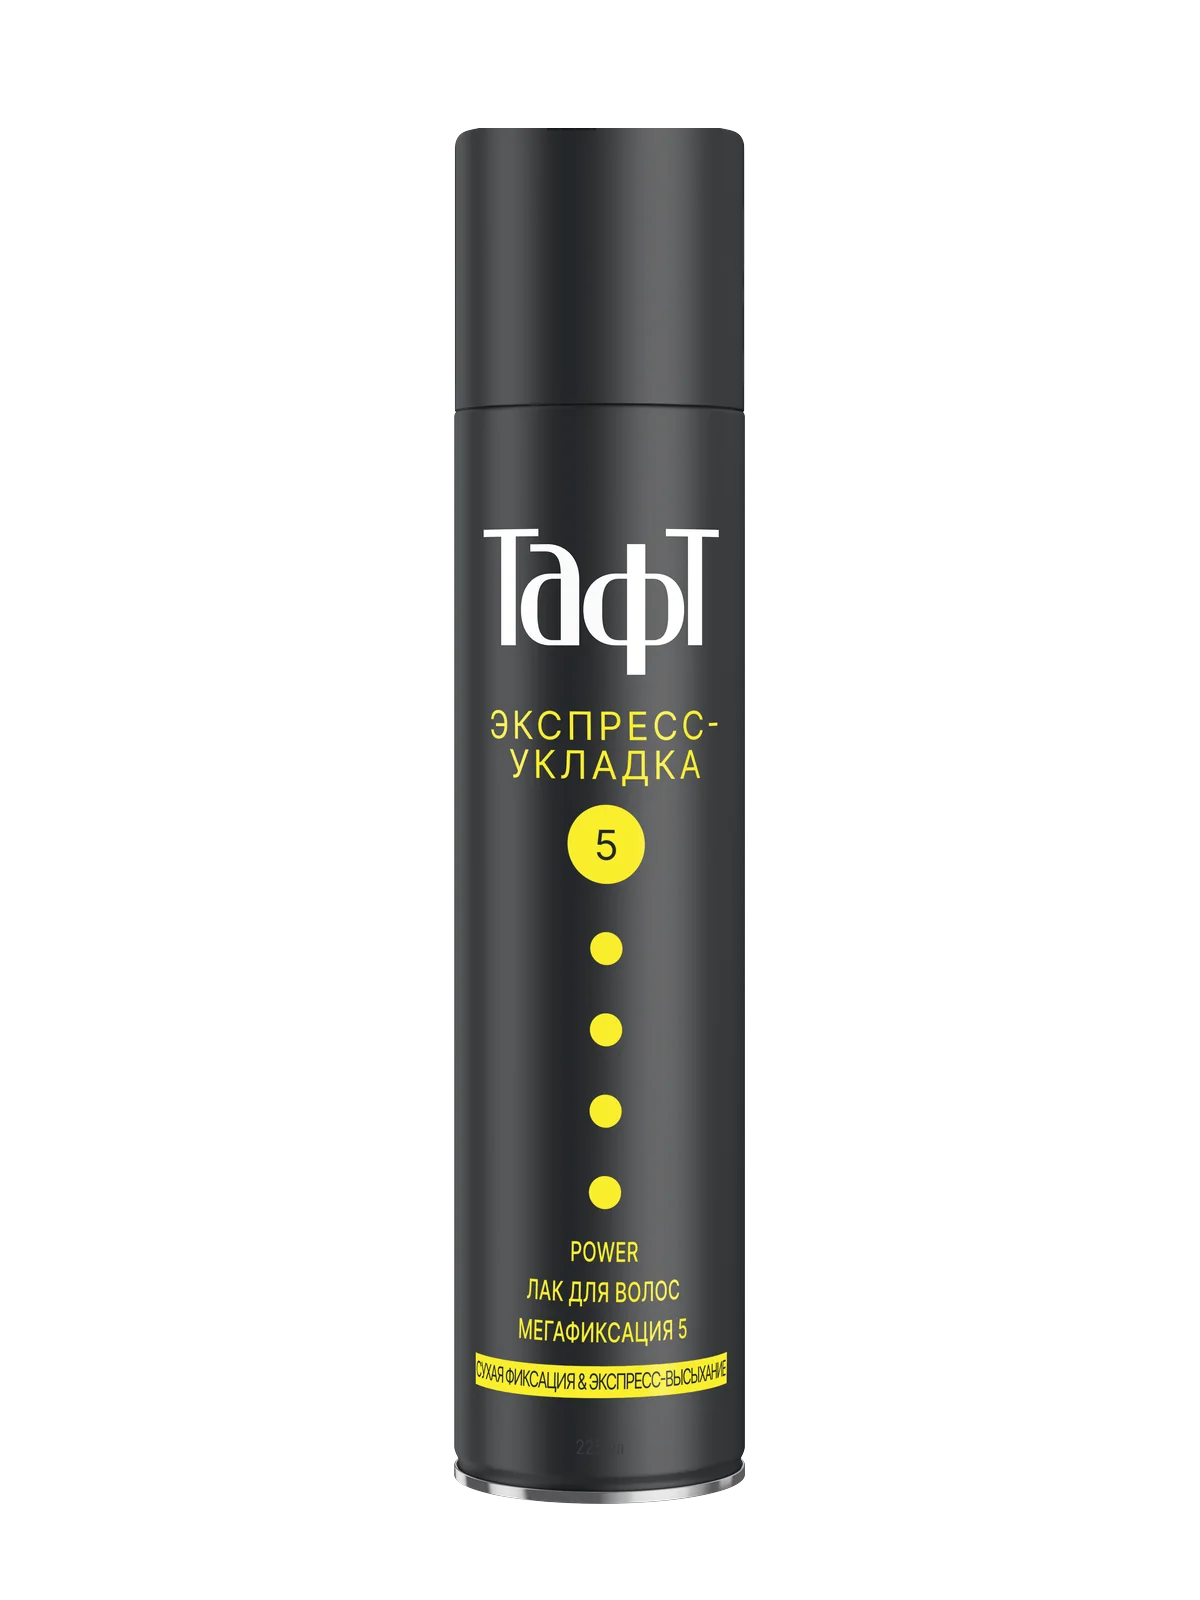 Тафт
ЭКСПРЕСС-
УКЛАДКА
5
POWER
ЛАК ДЛЯ ВОЛОС
МЕГАФИКСАЦИЯ 5
СУХАЯ ФИКСАЦИЯ & ЭКСПРЕСС-ВЫСЫХАНИЕ